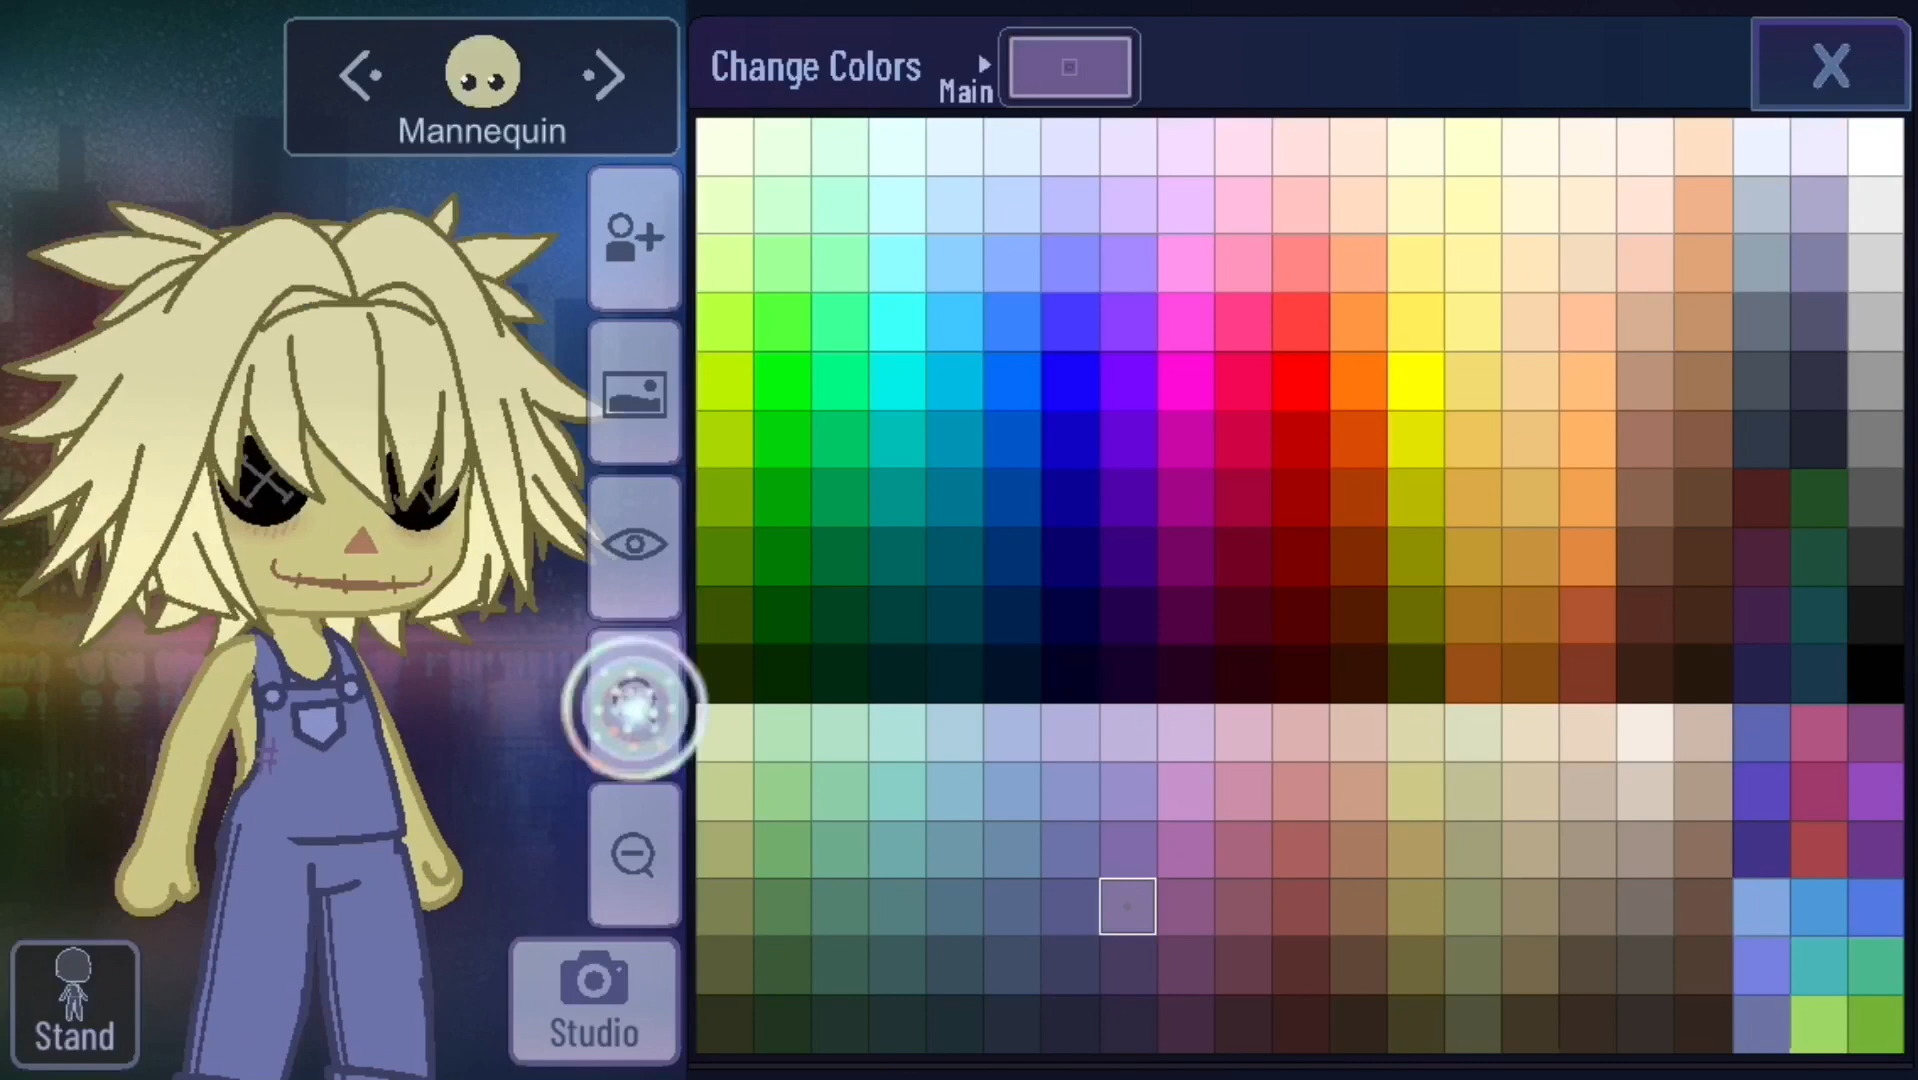 Mannequin
Change Colors
Main
X
Stand
Studio